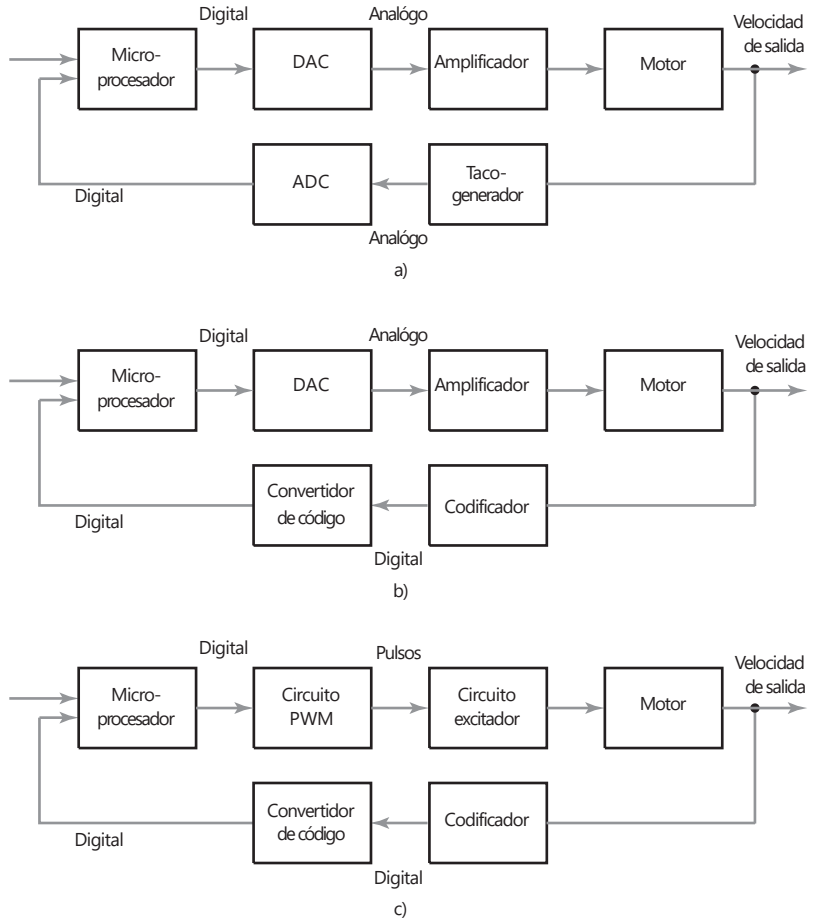 Digital
Analógo
Velocidad
de salida
Micro-
procesador
DAC
Amplificador
Motor
ADC
Taco-
generador
Digital
Analógo
a)
Digital
Analógo
Velocidad
de salida
Micro-
procesador
DAC
Amplificador
Motor
Convertidor
de código
Codificador
Digital
Digital
b)
Digital
Pulsos
Velocidad
de salida
Micro-
procesador
Circuito
PWM
Circuito
excitador
Motor
Convertidor
de código
Codificador
Digital
Digital
c)